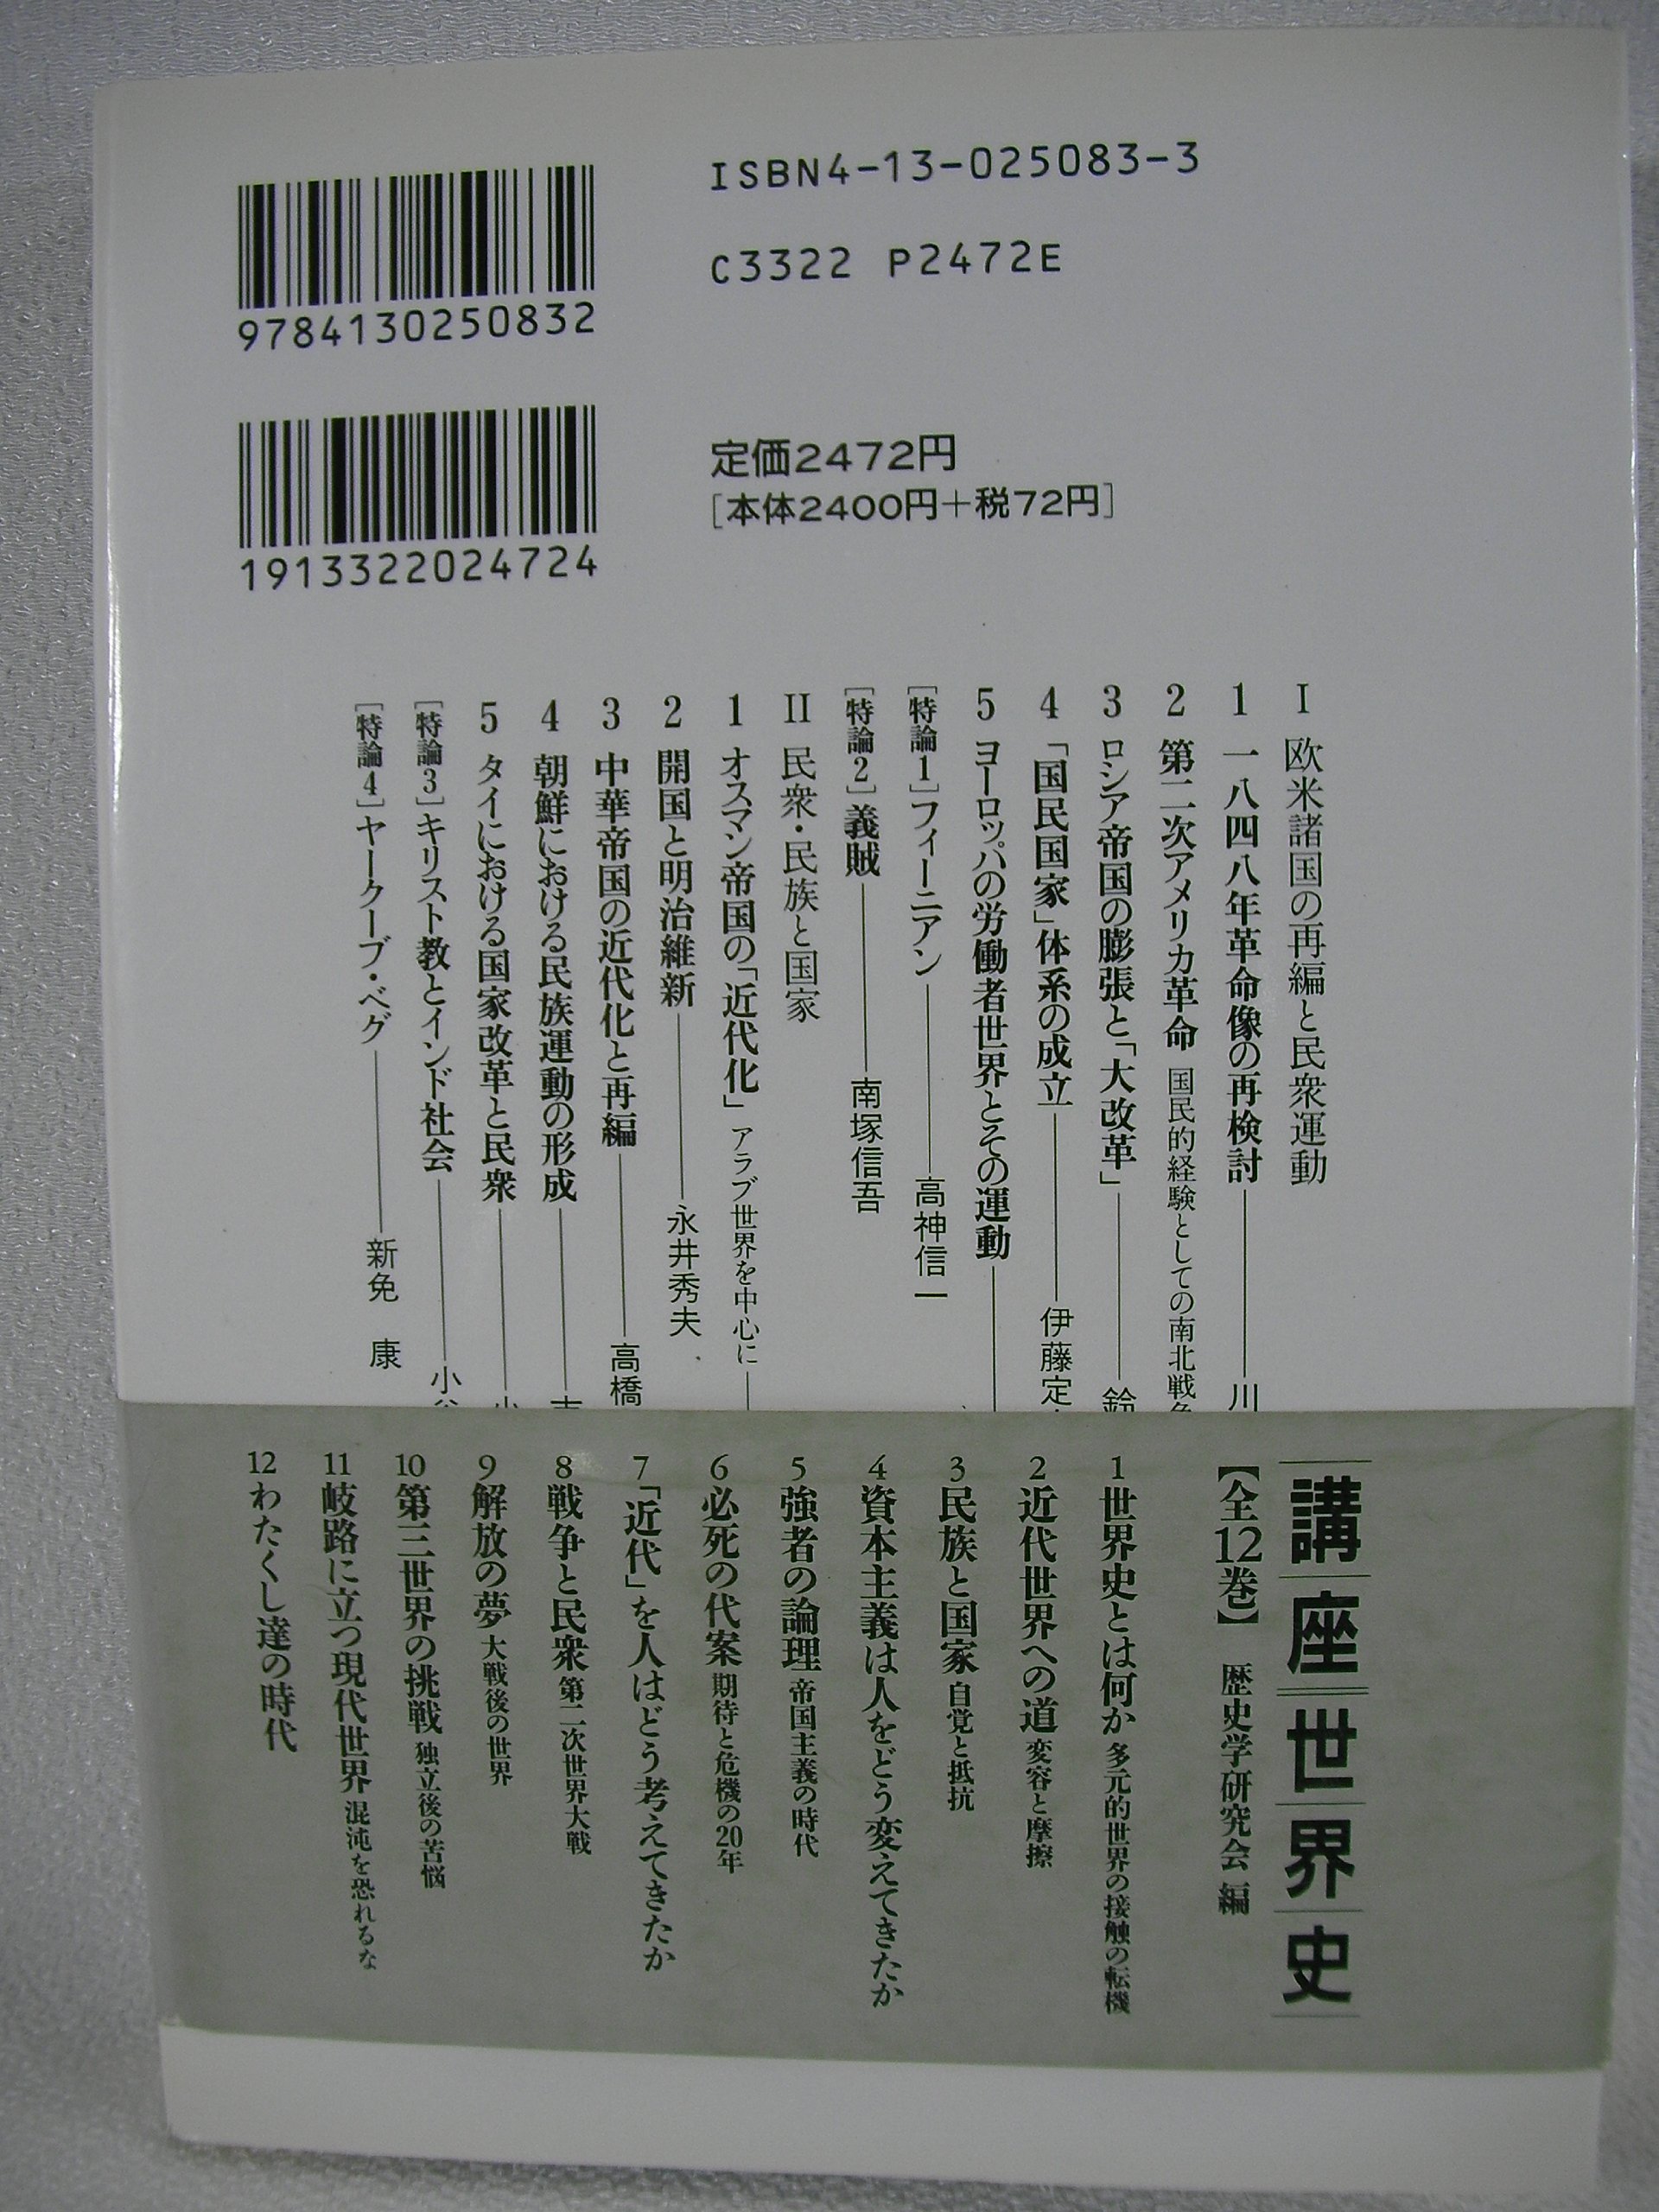 ISBN4-13-025083-3
C3322 P2472E
9784130250832
定価2472円
[本体2400円+税72円]
1913322024724
I 欧米諸国の再編と民衆運動
1 一八四八年革命像の再検討――川
2 第二次アメリカ革命 国民的経験としての南北戦争
3 ロシア帝国の膨張と「大改革」――鈴
4 「国民国家」体系の成立――伊藤定
5 ヨーロッパの労働者世界とその運動――
[特論1]フィーニアン――高神信一
[特論2]義賊――南塚信吾
II 民衆・民族と国家
1 オスマン帝国の「近代化」 アラブ世界を中心に――
2 開国と明治維新――永井秀夫
3 中華帝国の近代化と再編――高橋
4 朝鮮における民族運動の形成――
5 タイにおける国家改革と民衆――小
[特論3]キリスト教とインド社会――小谷
[特論4]ヤークーブ・ベグ――新免 康
講座世界史
【全12巻】 歴史学研究会 編
1 世界史とは何か 多元的世界の接触の転機
2 近代世界への道 変容と摩擦
3 民族と国家 自覚と抵抗
4 資本主義は人をどう変えてきたか
5 強者の論理 帝国主義の時代
6 必死の代案 期待と危機の20年
7 「近代」を人はどう考えてきたか
8 戦争と民衆 第二次世界大戦
9 解放の夢 大戦後の世界
10 第三世界の挑戦 独立後の苦悩
11 岐路に立つ現代世界 混沌を恐れるな
12 わたくし達の時代